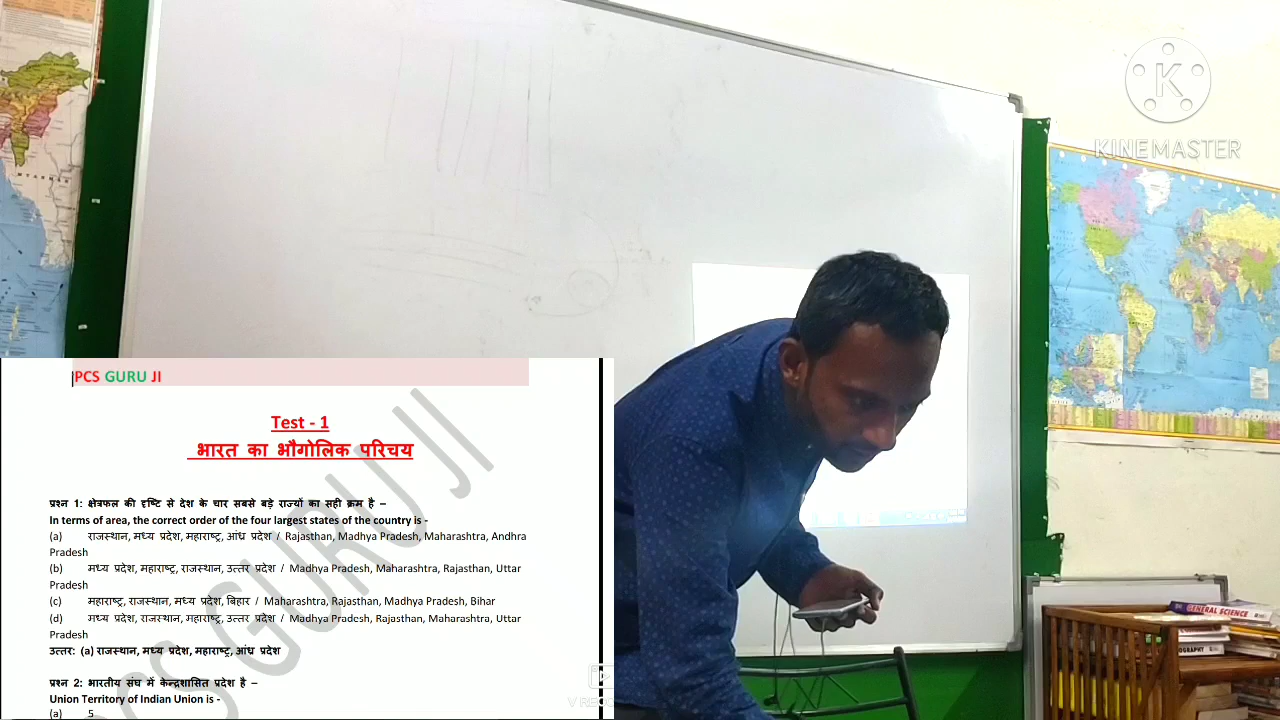 KINEMASTER
PCS GURU JI
Test - 1
भारत का भौगोलिक परिचय
प्रश्न 1: क्षेत्रफल की दृष्टि से देश के चार सबसे बड़े राज्यों का सही क्रम है –
In terms of area, the correct order of the four largest states of the country is -
(a) राजस्थान, मध्य प्रदेश, महाराष्ट्र, आंध्र प्रदेश / Rajasthan, Madhya Pradesh, Maharashtra, Andhra
Pradesh
(b) मध्य प्रदेश, महाराष्ट्र, राजस्थान, उत्तर प्रदेश / Madhya Pradesh, Maharashtra, Rajasthan, Uttar
Pradesh
(c) महाराष्ट्र, राजस्थान, मध्य प्रदेश, बिहार / Maharashtra, Rajasthan, Madhya Pradesh, Bihar
(d) मध्य प्रदेश, राजस्थान, महाराष्ट्र, उत्तर प्रदेश / Madhya Pradesh, Rajasthan, Maharashtra, Uttar
Pradesh
उत्तर: (a) राजस्थान, मध्य प्रदेश, महाराष्ट्र, आंध्र प्रदेश
प्रश्न 2: भारतीय संघ में केन्द्रशासित प्रदेश है –
Union Territory of Indian Union is -
(a) 5
PCS GURU JI
GENERAL SCIENCE